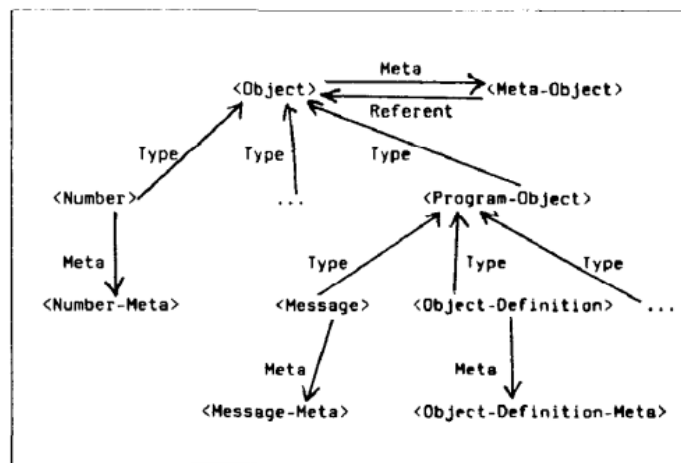 Meta
<Object> <Meta-Object>
Referent
Type Type Type
<Number> ... <Program-Object>
Meta Type Type Type
<Number-Meta> <Message> <Object-Definition> ...
Meta Meta
<Message-Meta> <Object-Definition-Meta>